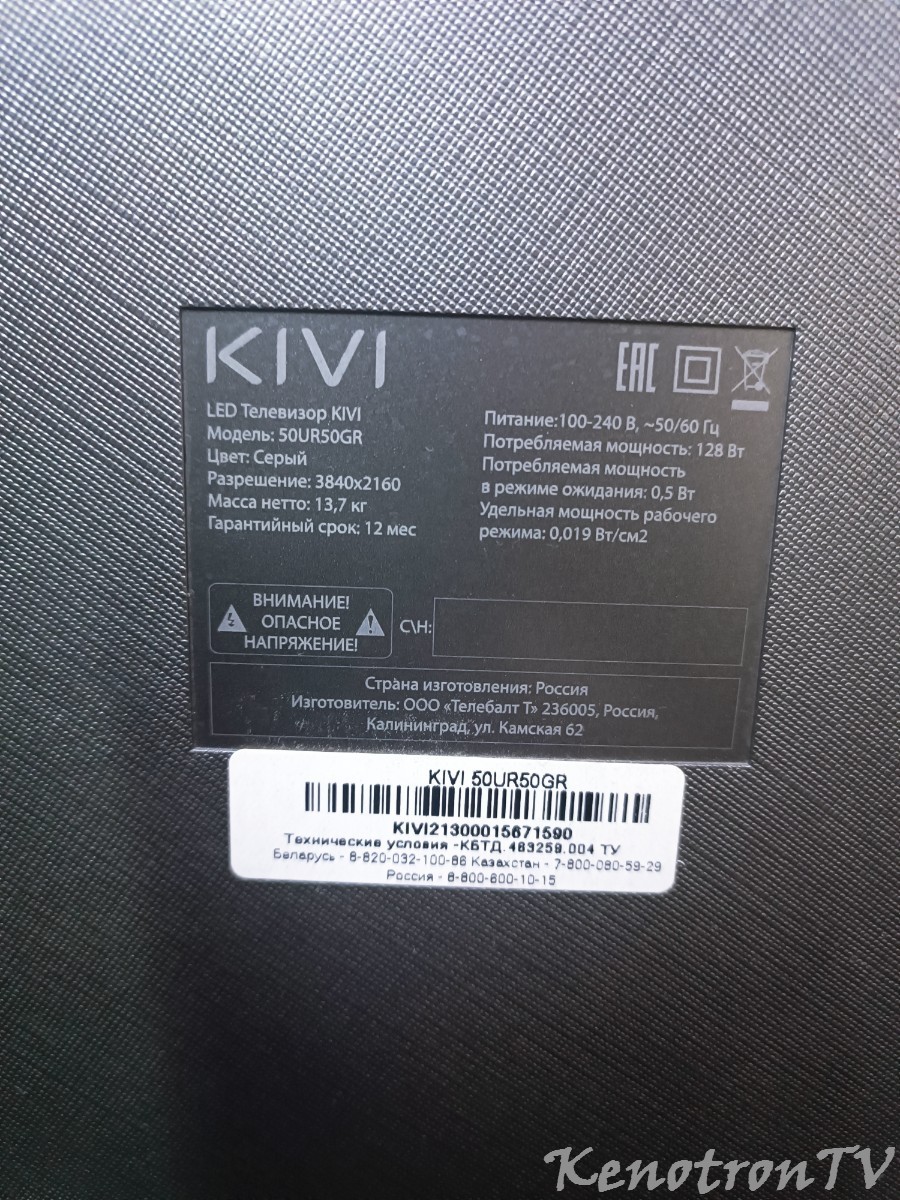 KIVI
EAC
LED Телевизор KIVI
Модель: 50UR50GR
Цвет: Серый
Разрешение: 3840x2160
Масса нетто: 13,7 кг
Гарантийный срок: 12 мес
Питание:100-240 В, ~50/60 Гц
Потребляемая мощность: 128 Вт
Потребляемая мощность
в режиме ожидания: 0,5 Вт
Удельная мощность рабочего
режима: 0,019 Вт/см2
ВНИМАНИЕ!
ОПАСНОЕ
НАПРЯЖЕНИЕ!
С\Н:
Страна изготовления: Россия
Изготовитель: ООО «Телебалт Т» 236005, Россия,
Калининград, ул. Камская 62
KIVI 50UR50GR
KIVI21300015671590
Технические условия -КБТД.463259.004 ТУ
Беларусь - 8-820-032-100-86 Казахстан - 7-800-080-59-29
Россия - 8-800-600-10-15
KenotronTV